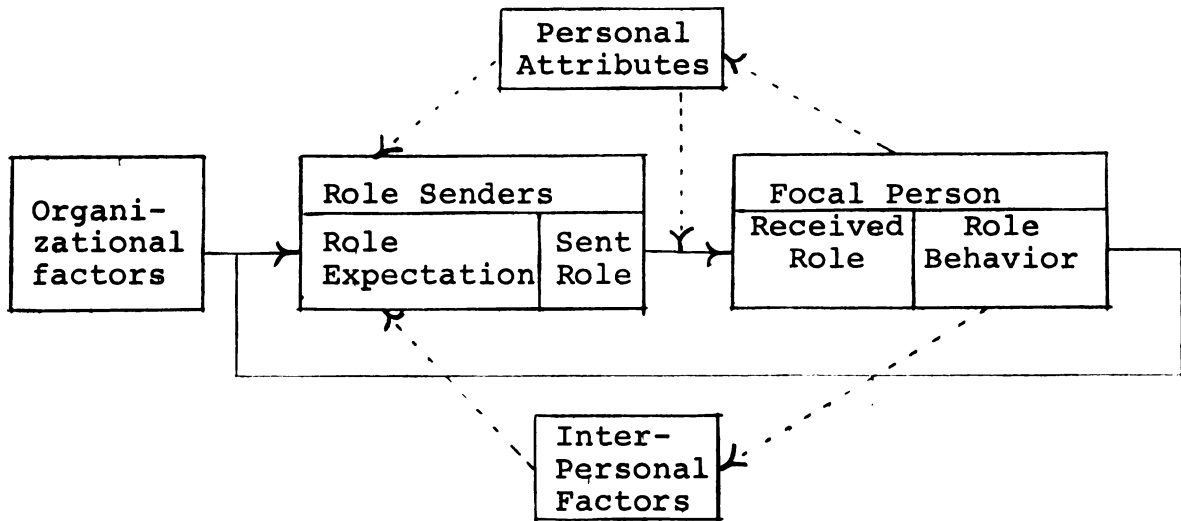 Personal
Attributes
Organi-
zational
factors
Role Senders
Role
Expectation
Sent
Role
Focal Person
Received
Role
Role
Behavior
Inter-
Personal
Factors